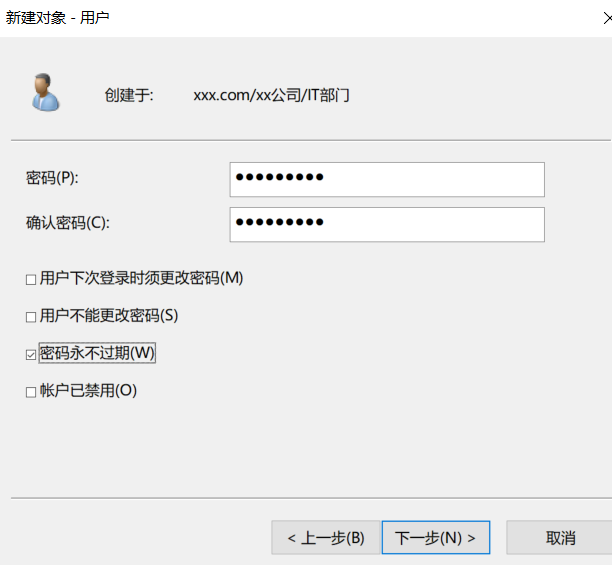 新建对象 - 用户
创建于: xxx.com/xx公司/IT部门
密码(P): ●●●●●●●●●
确认密码(C): ●●●●●●●●●
用户下次登录时须更改密码(M)
用户不能更改密码(S)
密码永不过期(W)
帐户已禁用(O)
< 上一步(B) 下一步(N) > 取消